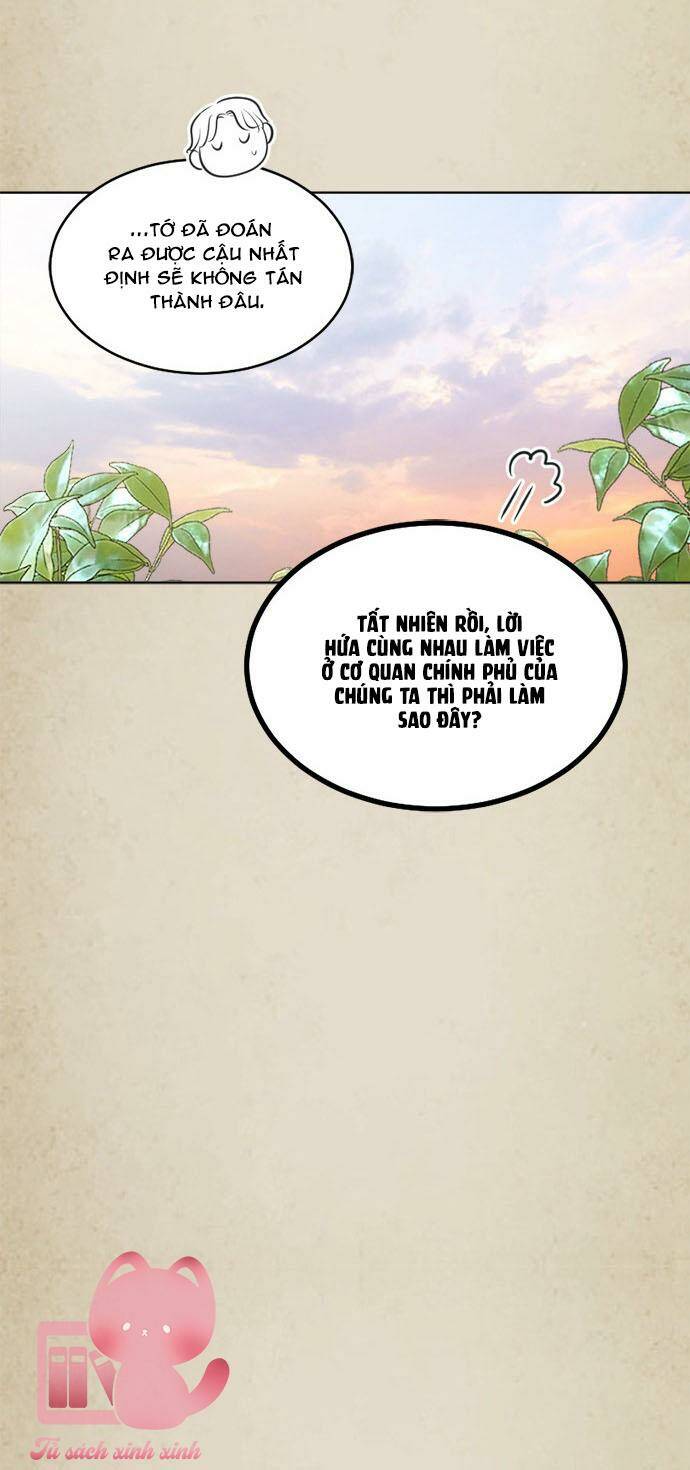 ...TỚ ĐÃ ĐOÁN
RA ĐƯỢC CẬU NHẤT
ĐỊNH SẼ KHÔNG TÁN
THÀNH ĐÂU.
TẤT NHIÊN RỒI, LỜI
HỨA CÙNG NHAU LÀM VIỆC
Ở CƠ QUAN CHÍNH PHỦ CỦA
CHÚNG TA THÌ PHẢI LÀM
SAO ĐÂY?
Tủ sách xinh xinh